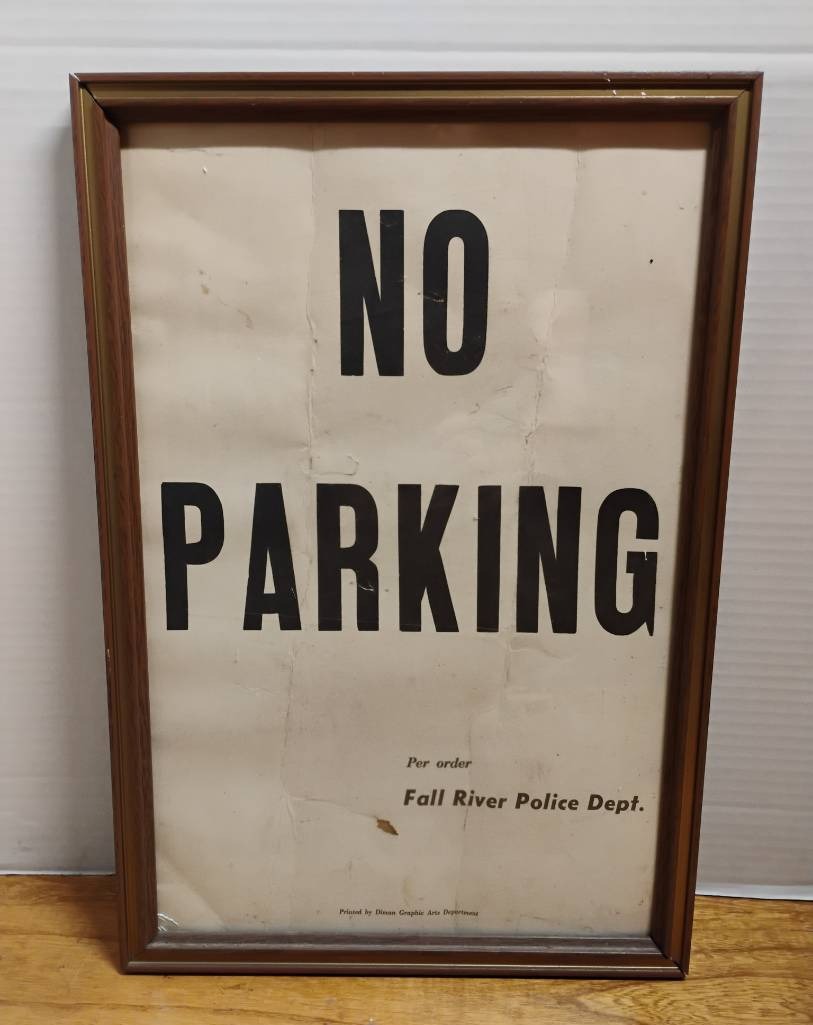 NO
PARKING
Per order
Fall River Police Dept.
Printed by Diman Graphic Arts Department